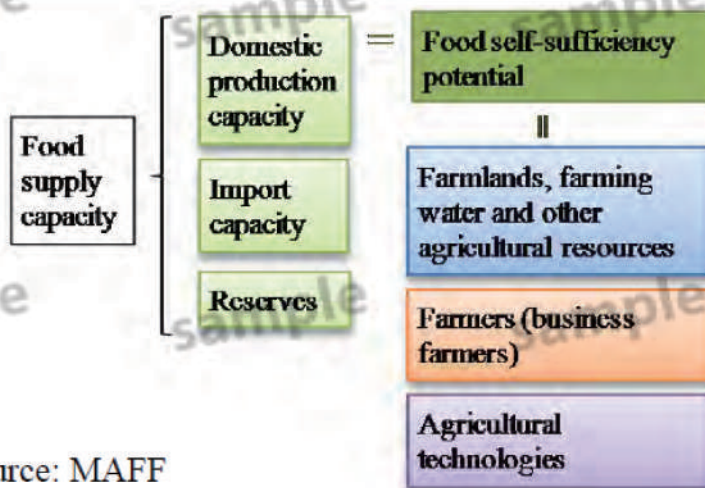 Food
supply
capacity
Domestic
production
capacity
Import
capacity
Reserves
=
Food self-sufficiency
potential
=
Farmlands, farming
water and other
agricultural resources
Farmers (business
farmers)
Agricultural
technologies
urce: MAFF
sample
sample
sample
sample